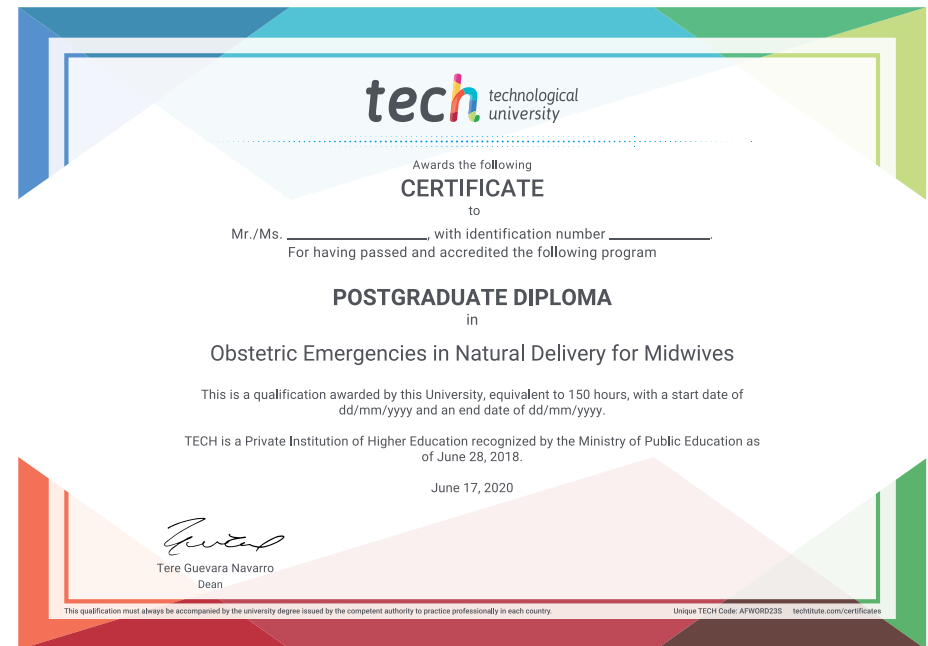 tech technological
university
Awards the following
CERTIFICATE
to
Mr./Ms. ____________________, with identification number ______________.
For having passed and accredited the following program
POSTGRADUATE DIPLOMA
in
Obstetric Emergencies in Natural Delivery for Midwives
This is a qualification awarded by this University, equivalent to 150 hours, with a start date of
dd/mm/yyyy and an end date of dd/mm/yyyy.
TECH is a Private Institution of Higher Education recognized by the Ministry of Public Education as
of June 28, 2018.
June 17, 2020
Tere Guevara Navarro
Dean
This qualification must always be accompanied by the university degree issued by the competent authority to practice professionally in each country.
Unique TECH Code: AFWORD23S techtitute.com/certificates